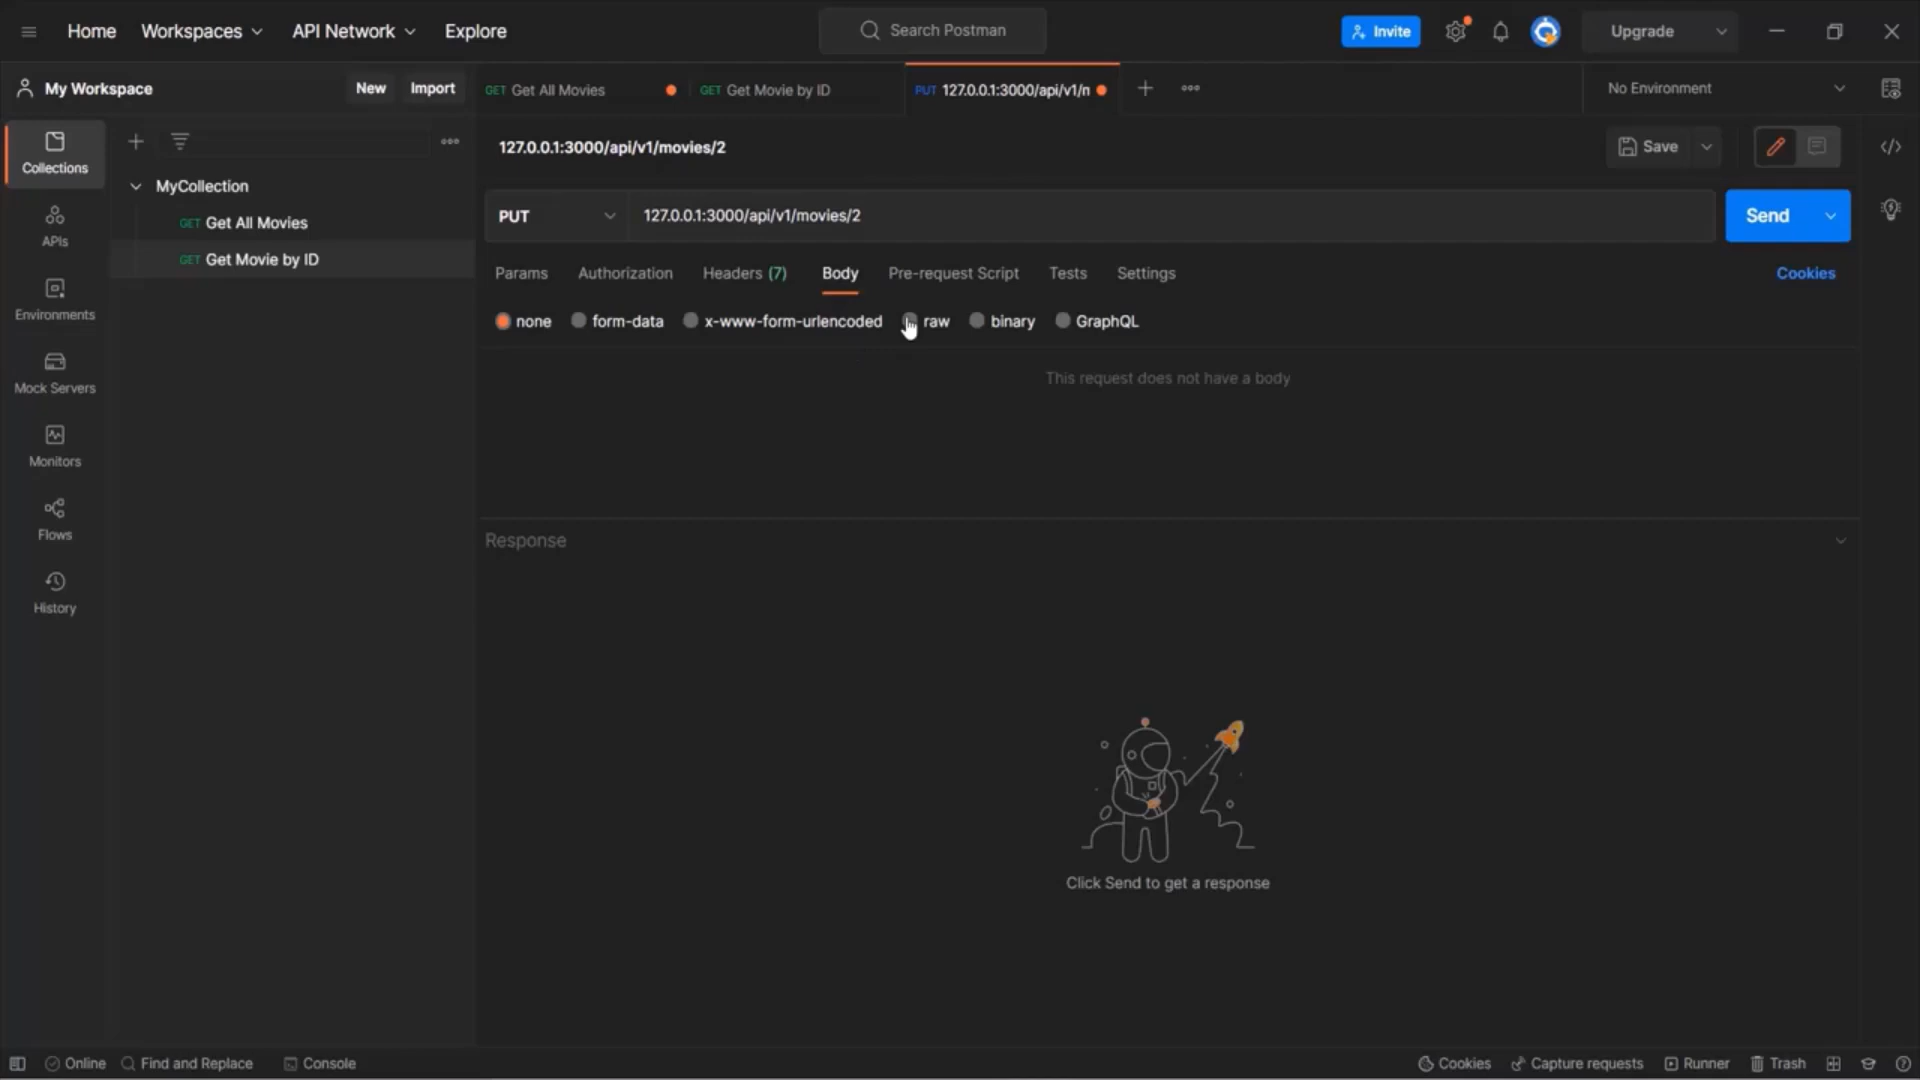 Home Workspaces API Network Explore Search Postman Invite Upgrade
My Workspace New Import GET Get All Movies GET Get Movie by ID PUT 127.0.0.1:3000/api/v1/n No Environment
Collections
127.0.0.1:3000/api/v1/movies/2 Save
MyCollection
GET Get All Movies
GET Get Movie by ID
PUT 127.0.0.1:3000/api/v1/movies/2 Send
APIs
Params Authorization Headers (7) Body Pre-request Script Tests Settings Cookies
Environments
none form-data x-www-form-urlencoded raw binary GraphQL
Mock Servers
This request does not have a body
Monitors
Flows
Response
History
Click Send to get a response
Online Find and Replace Console Cookies Capture requests Runner Trash